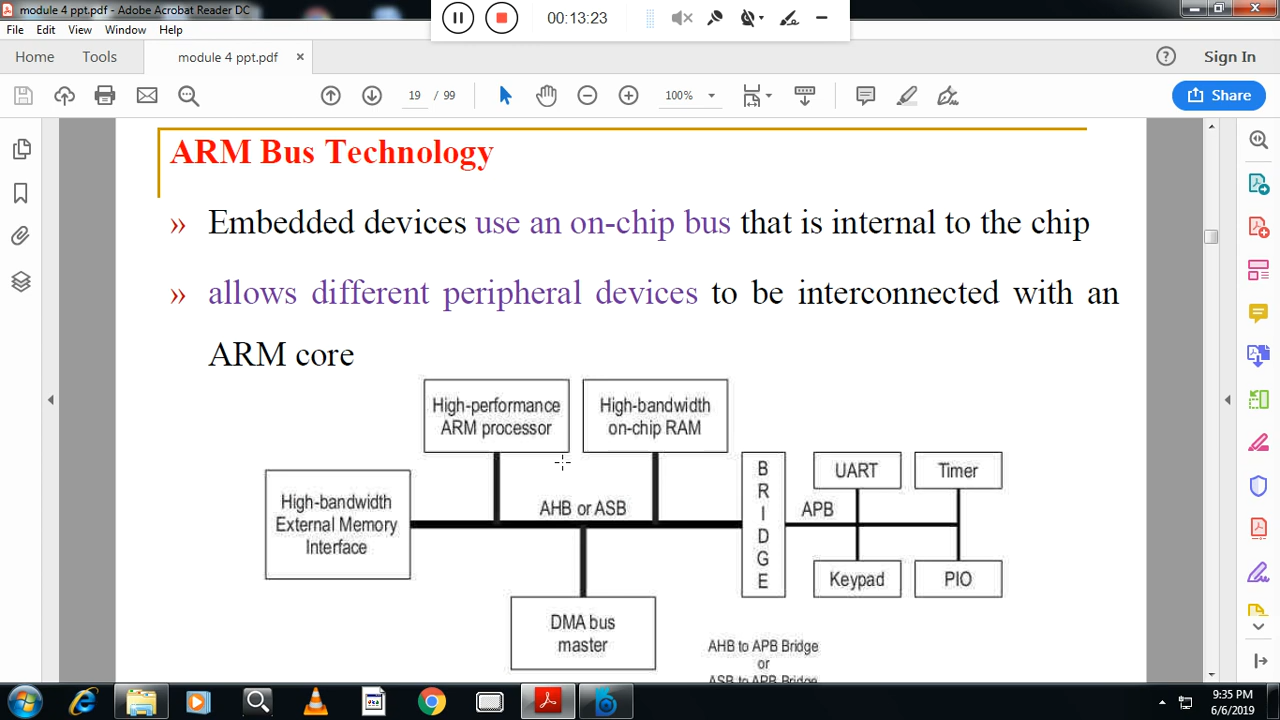 module 4 ppt.pdf - Adobe Acrobat Reader DC
00:13:23
File Edit View Window Help
Home Tools module 4 ppt.pdf × Sign In
19 / 99 100% Share
ARM Bus Technology
» Embedded devices use an on-chip bus that is internal to the chip
» allows different peripheral devices to be interconnected with an
ARM core
High-performance
ARM processor
High-bandwidth
on-chip RAM
High-bandwidth
External Memory
Interface
AHB or ASB
B
R
I
D
G
E
UART
Timer
APB
Keypad
PIO
DMA bus
master
AHB to APB Bridge
or
ASB to APB Bridge
9:35 PM
6/6/2019